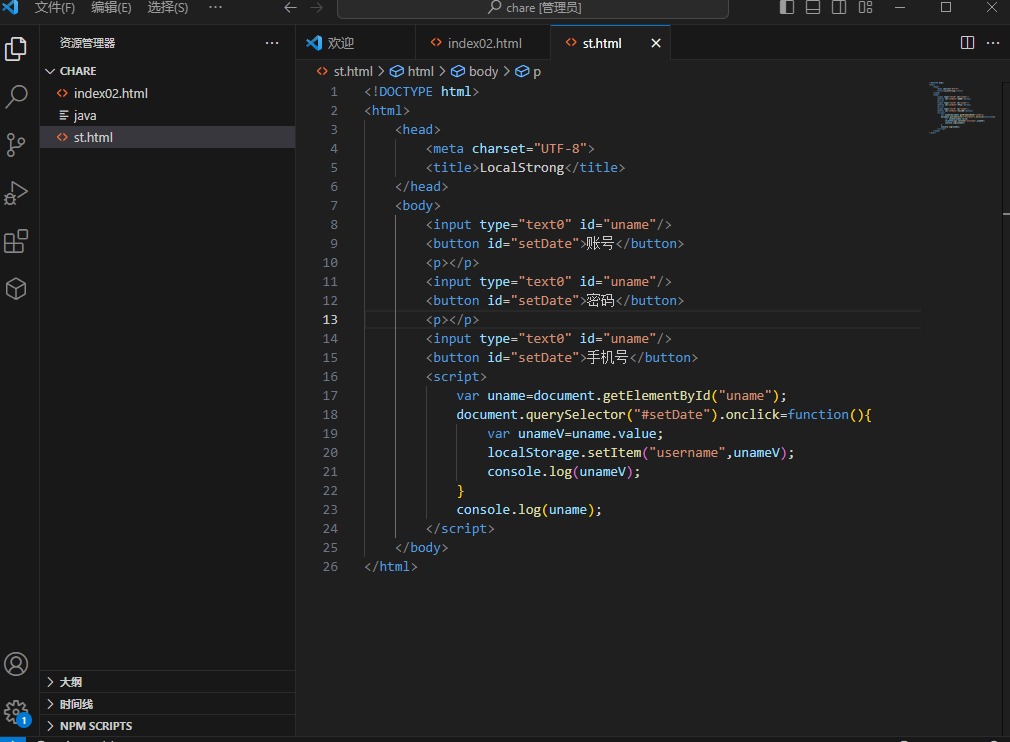 文件(F) 编辑(E) 选择(S) ··· chare [管理员]
资源管理器 ···
欢迎 index02.html st.html
CHARE
index02.html
java
st.html
st.html > html > body > p
1 <!DOCTYPE html>
2 <html>
3 <head>
4 <meta charset="UTF-8">
5 <title>LocalStrong</title>
6 </head>
7 <body>
8 <input type="text0" id="uname"/>
9 <button id="setDate">账号</button>
10 <p></p>
11 <input type="text0" id="uname"/>
12 <button id="setDate">密码</button>
13 <p></p>
14 <input type="text0" id="uname"/>
15 <button id="setDate">手机号</button>
16 <script>
17 var uname=document.getElementById("uname");
18 document.querySelector("#setDate").onclick=function(){
19 var unameV=uname.value;
20 localStorage.setItem("username",unameV);
21 console.log(unameV);
22 }
23 console.log(uname);
24 </script>
25 </body>
26 </html>
大纲
时间线
NPM SCRIPTS
1